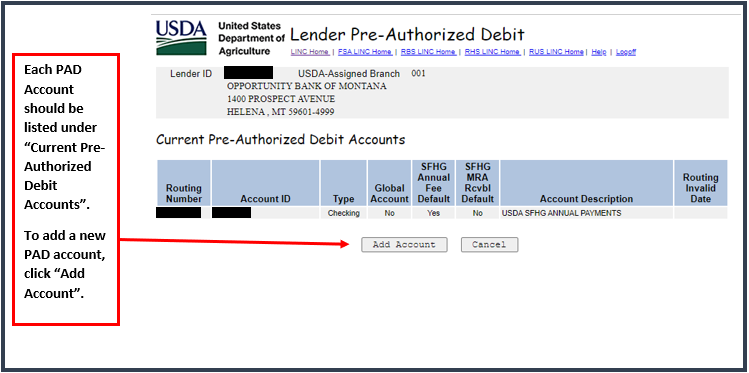 Each PAD
Account
should be
listed under
“Current Pre-
Authorized
Debit
Accounts”.
To add a new
PAD account,
click “Add
Account”.
USDA
United States
Department of
Agriculture
Lender Pre-Authorized Debit
LINC Home | FSA LINC Home | RBS LINC Home | RHS LINC Home | RUS LINC Home | Help | Logoff
Lender ID USDA-Assigned Branch 001
OPPORTUNITY BANK OF MONTANA
1400 PROSPECT AVENUE
HELENA , MT 59601-4999
Current Pre-Authorized Debit Accounts
Routing Number Account ID Type Global Account SFHG Annual Fee Default SFHG MRA Rcvbl Default Account Description Routing Invalid Date
Checking No Yes No USDA SFHG ANNUAL PAYMENTS
Add Account Cancel